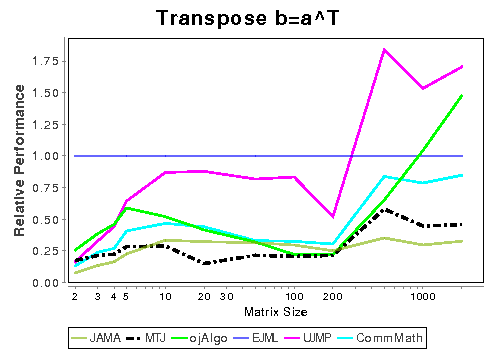 Transpose b=a^T
Relative Performance
1.75
1.50
1.25
1.00
0.75
0.50
0.25
0.00
2 3 4 5 10 20 30 100 200 1000
Matrix Size
JAMA MTJ ojAlgo EJML UJMP CommMath